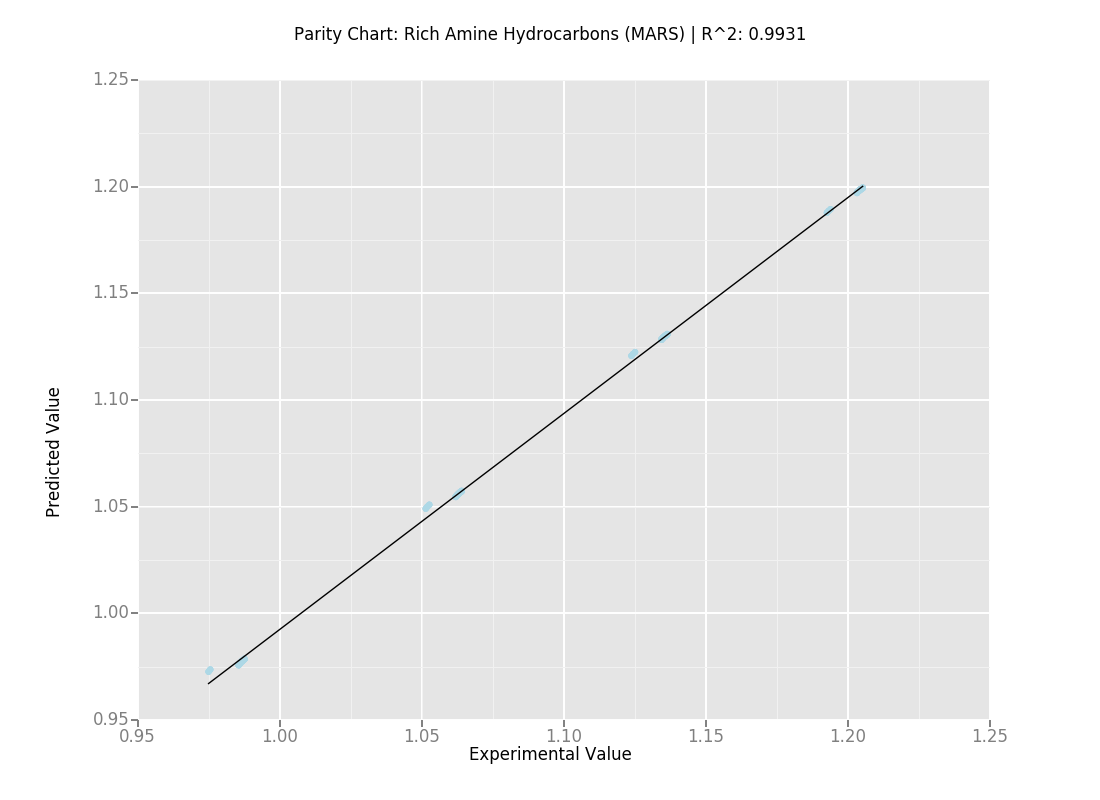 Parity Chart: Rich Amine Hydrocarbons (MARS) | R^2: 0.9931
1.25
1.20
1.15
1.10
1.05
1.00
0.95
Predicted Value
0.95 1.00 1.05 1.10 1.15 1.20 1.25
Experimental Value